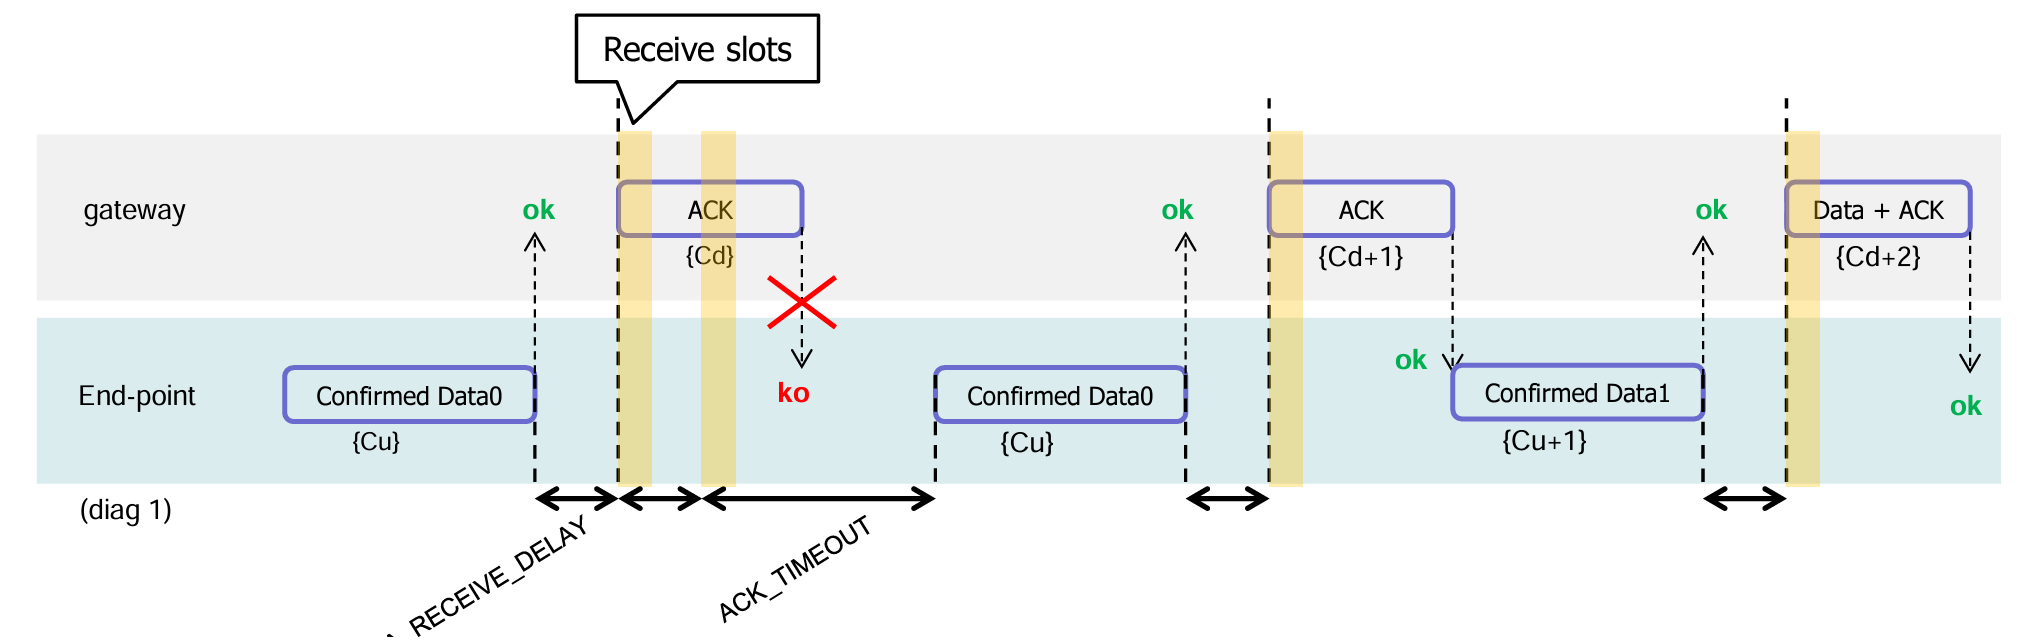 Receive slots
gateway
ok
ACK
{Cd}
ok
ACK
{Cd+1}
ok
Data + ACK
{Cd+2}
End-point
Confirmed Data0
{Cu}
ko
Confirmed Data0
{Cu}
ok
Confirmed Data1
{Cu+1}
ok
(diag 1)
RECEIVE_DELAY
ACK_TIMEOUT